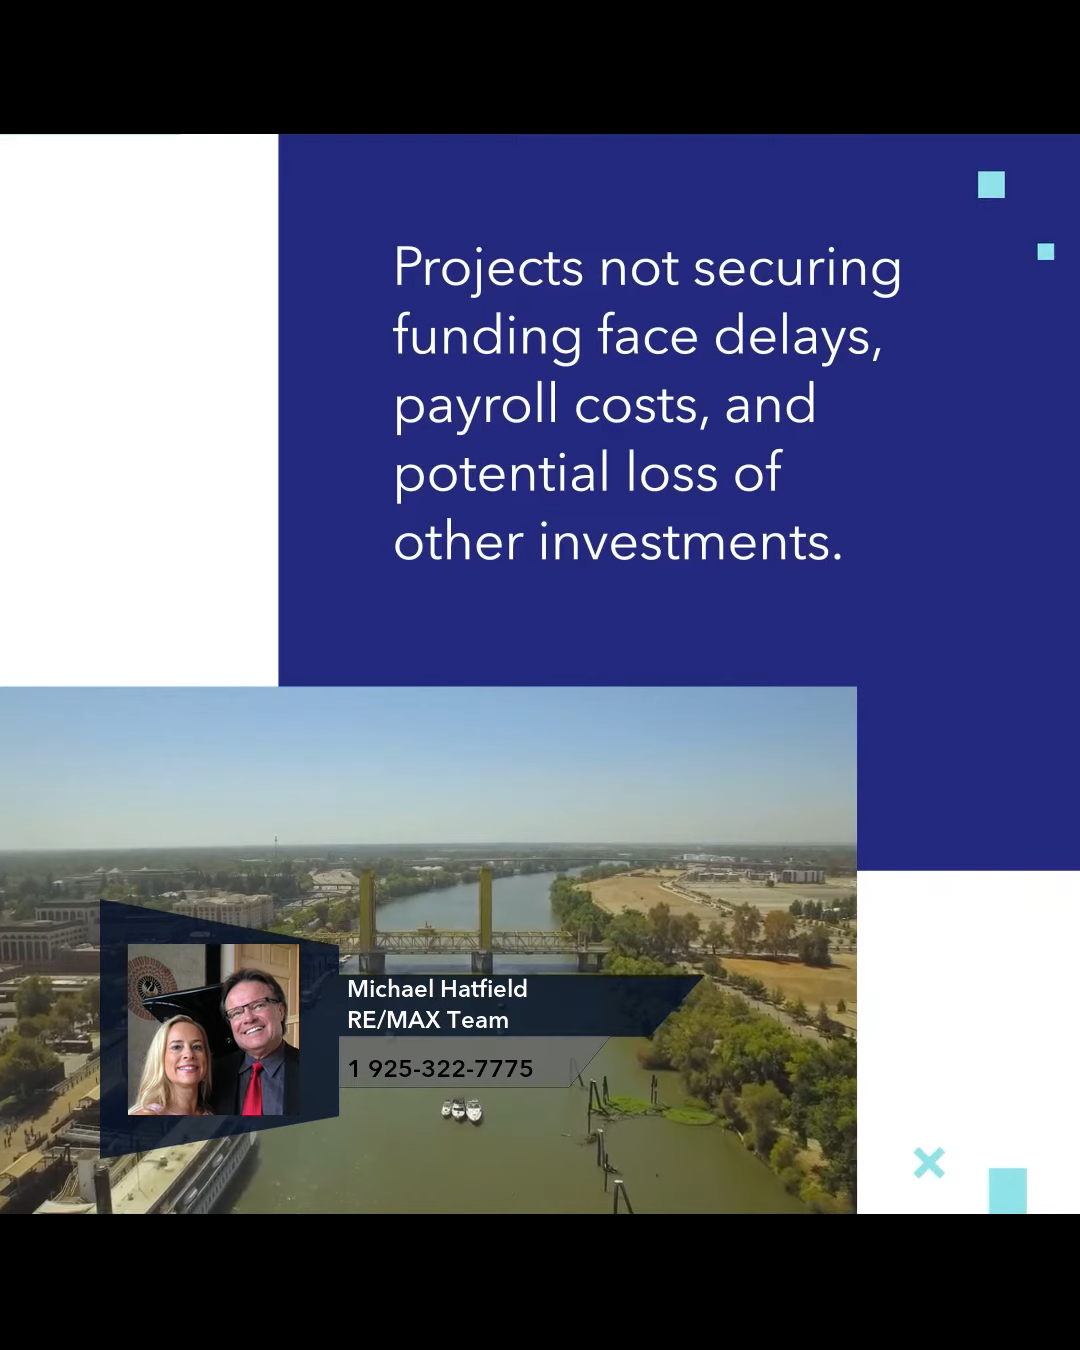 Projects not securing
funding face delays,
payroll costs, and
potential loss of
other investments.
Michael Hatfield
RE/MAX Team
1 925-322-7775